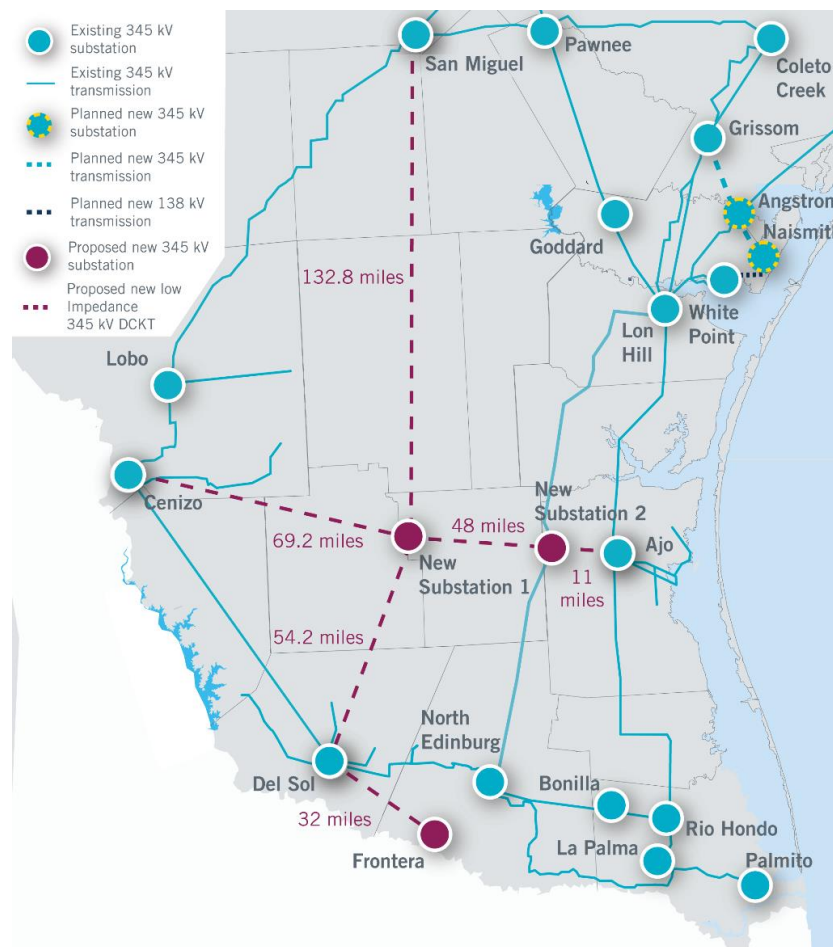 Existing 345 kV
substation
Existing 345 kV
transmission
Planned new 345 kV
substation
Planned new 345 kV
transmission
Planned new 138 kV
transmission
Proposed new 345 kV
substation
Proposed new low
Impedance
345 kV DCKT
San Miguel
Pawnee
Coleto
Creek
Grissom
Angstrom
Naismith
Goddard
White
Point
Lon
Hill
132.8 miles
Lobo
Cenizo
69.2 miles
New
Substation 1
48 miles
New
Substation 2
11
miles
Ajo
54.2 miles
North
Edinburg
Del Sol
32 miles
Frontera
Bonilla
Rio Hondo
La Palma
Palmito